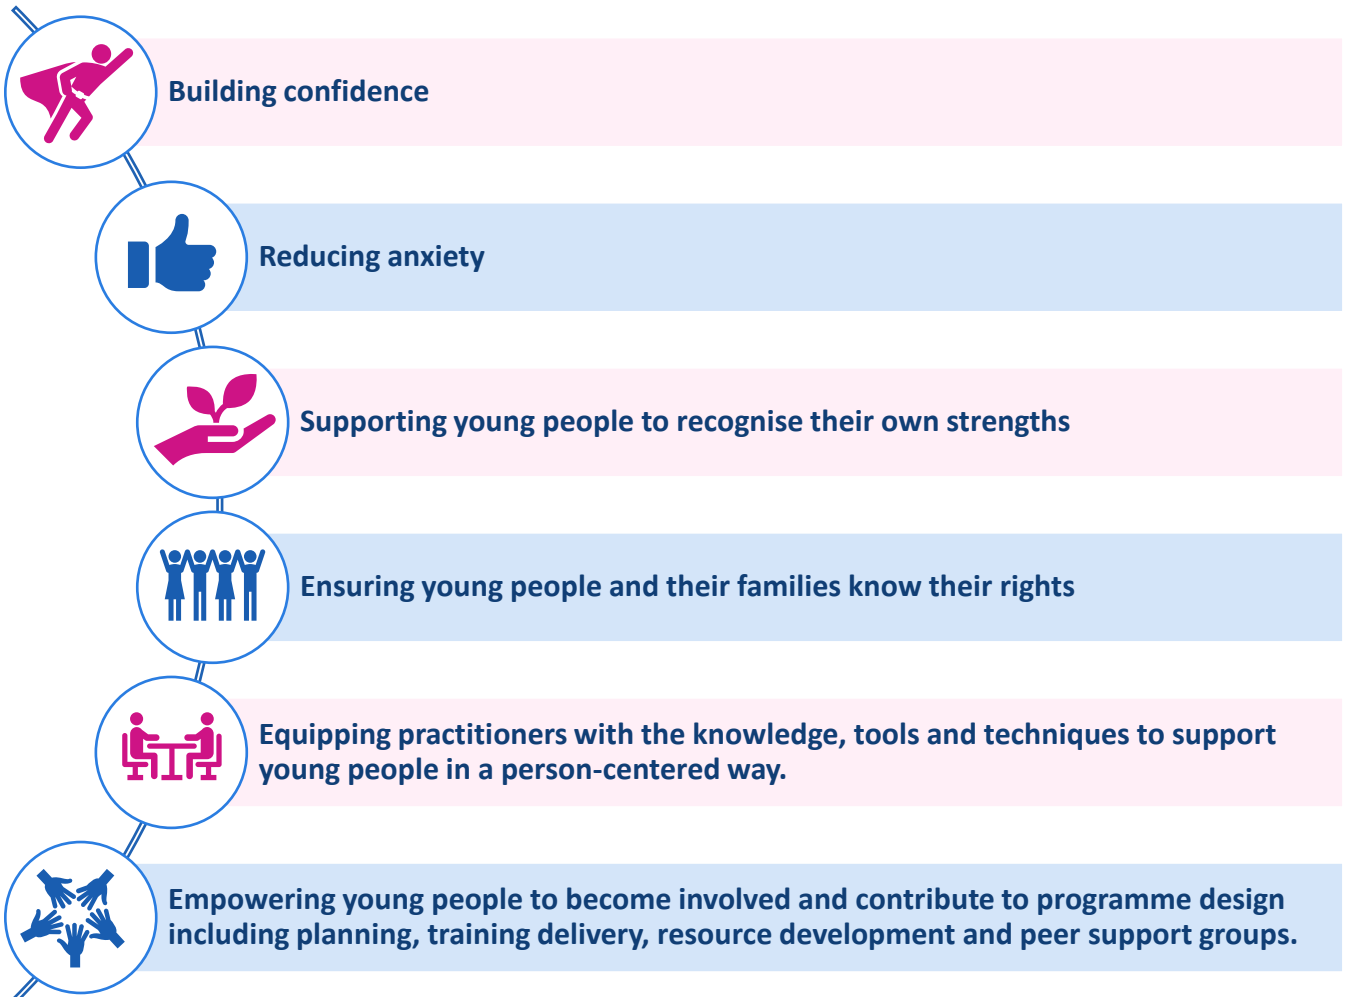 Building confidence
Reducing anxiety
Supporting young people to recognise their own strengths
Ensuring young people and their families know their rights
Equipping practitioners with the knowledge, tools and techniques to support
young people in a person-centered way.
Empowering young people to become involved and contribute to programme design
including planning, training delivery, resource development and peer support groups.